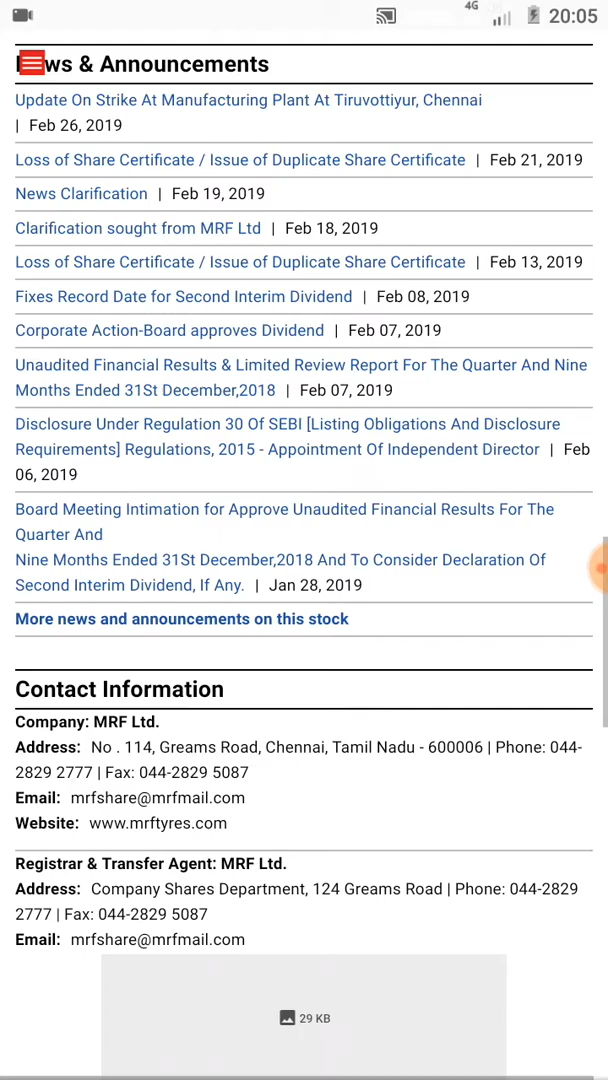 4G
20:05
ws & Announcements
Update On Strike At Manufacturing Plant At Tiruvottiyur, Chennai
| Feb 26, 2019
Loss of Share Certificate / Issue of Duplicate Share Certificate | Feb 21, 2019
News Clarification | Feb 19, 2019
Clarification sought from MRF Ltd | Feb 18, 2019
Loss of Share Certificate / Issue of Duplicate Share Certificate | Feb 13, 2019
Fixes Record Date for Second Interim Dividend | Feb 08, 2019
Corporate Action-Board approves Dividend | Feb 07, 2019
Unaudited Financial Results & Limited Review Report For The Quarter And Nine
Months Ended 31St December,2018 | Feb 07, 2019
Disclosure Under Regulation 30 Of SEBI [Listing Obligations And Disclosure
Requirements] Regulations, 2015 - Appointment Of Independent Director | Feb
06, 2019
Board Meeting Intimation for Approve Unaudited Financial Results For The
Quarter And
Nine Months Ended 31St December,2018 And To Consider Declaration Of
Second Interim Dividend, If Any. | Jan 28, 2019
More news and announcements on this stock
Contact Information
Company: MRF Ltd.
Address: No . 114, Greams Road, Chennai, Tamil Nadu - 600006 | Phone: 044-
2829 2777 | Fax: 044-2829 5087
Email: mrfshare@mrfmail.com
Website: www.mrftyres.com
Registrar & Transfer Agent: MRF Ltd.
Address: Company Shares Department, 124 Greams Road | Phone: 044-2829
2777 | Fax: 044-2829 5087
Email: mrfshare@mrfmail.com
29 KB